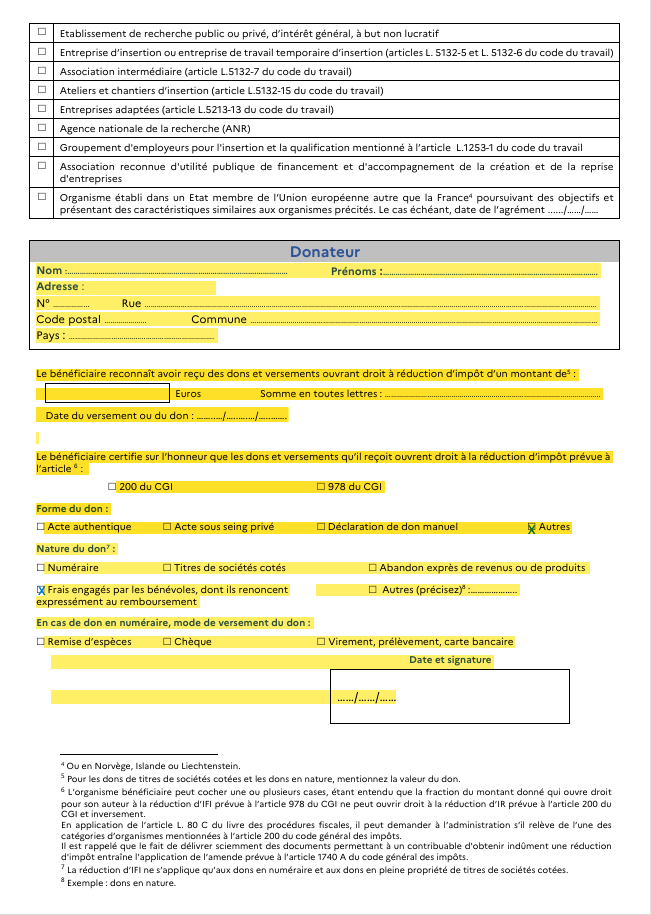 ☐ Etablissement de recherche public ou privé, d’intérêt général, à but non lucratif
☐ Entreprise d’insertion ou entreprise de travail temporaire d’insertion (articles L. 5132-5 et L. 5132-6 du code du travail)
☐ Association intermédiaire (article L.5132-7 du code du travail)
☐ Ateliers et chantiers d’insertion (article L.5132-15 du code du travail)
☐ Entreprises adaptées (article L.5213-13 du code du travail)
☐ Agence nationale de la recherche (ANR)
☐ Groupement d’employeurs pour l’insertion et la qualification mentionné à l’article L.1253-1 du code du travail
☐ Association reconnue d'utilité publique de financement et d'accompagnement de la création et de la reprise
d'entreprises
☐ Organisme établi dans un Etat membre de l’Union européenne autre que la France⁴ poursuivant des objectifs et
présentant des caractéristiques similaires aux organismes précités. Le cas échéant, date de l’agrément ....../....../......
Donateur
Nom :.................................................. Prénoms :..................................................
Adresse :
N° .............. Rue ..................................................
Code postal .................. Commune ..................................................
Pays : ..................................................
Le bénéficiaire reconnaît avoir reçu des dons et versements ouvrant droit à réduction d’impôt d’un montant de⁵ :
Euros Somme en toutes lettres : ..................................................
Date du versement ou du don : ........../........../..........
Le bénéficiaire certifie sur l’honneur que les dons et versements qu’il reçoit ouvrent droit à la réduction d’impôt prévue à
l’article ⁶ :
☐ 200 du CGI ☐ 978 du CGI
Forme du don :
☐ Acte authentique ☐ Acte sous seing privé ☐ Déclaration de don manuel ☒ Autres
Nature du don⁷ :
☐ Numéraire ☐ Titres de sociétés cotés ☐ Abandon exprès de revenus ou de produits
☒ Frais engagés par les bénévoles, dont ils renoncent ☐ Autres (précisez)⁸ :....................
expressément au remboursement
En cas de don en numéraire, mode de versement du don :
☐ Remise d’espèces ☐ Chèque ☐ Virement, prélèvement, carte bancaire
Date et signature
....../....../......
⁴ Ou en Norvège, Islande ou Liechtenstein.
⁵ Pour les dons de titres de sociétés cotées et les dons en nature, mentionnez la valeur du don.
⁶ L’organisme bénéficiaire peut cocher une ou plusieurs cases, étant entendu que la fraction du montant donné qui ouvre droit
pour son auteur à la réduction d’IFI prévue à l’article 978 du CGI ne peut ouvrir droit à la réduction d’IR prévue à l’article 200 du
CGI et inversement.
En application de l’article L. 80 C du livre des procédures fiscales, il peut demander à l’administration s’il relève de l’une des
catégories d’organismes mentionnées à l’article 200 du code général des impôts.
Il est rappelé que le fait de délivrer sciemment des documents permettant à un contribuable d'obtenir indûment une réduction
d’impôt entraîne l’application de l’amende prévue à l’article 1740 A du code général des impôts.
⁷ La réduction d’IFI ne s’applique qu’aux dons en numéraire et aux dons en pleine propriété de titres de sociétés cotés.
⁸ Exemple : dons en nature.